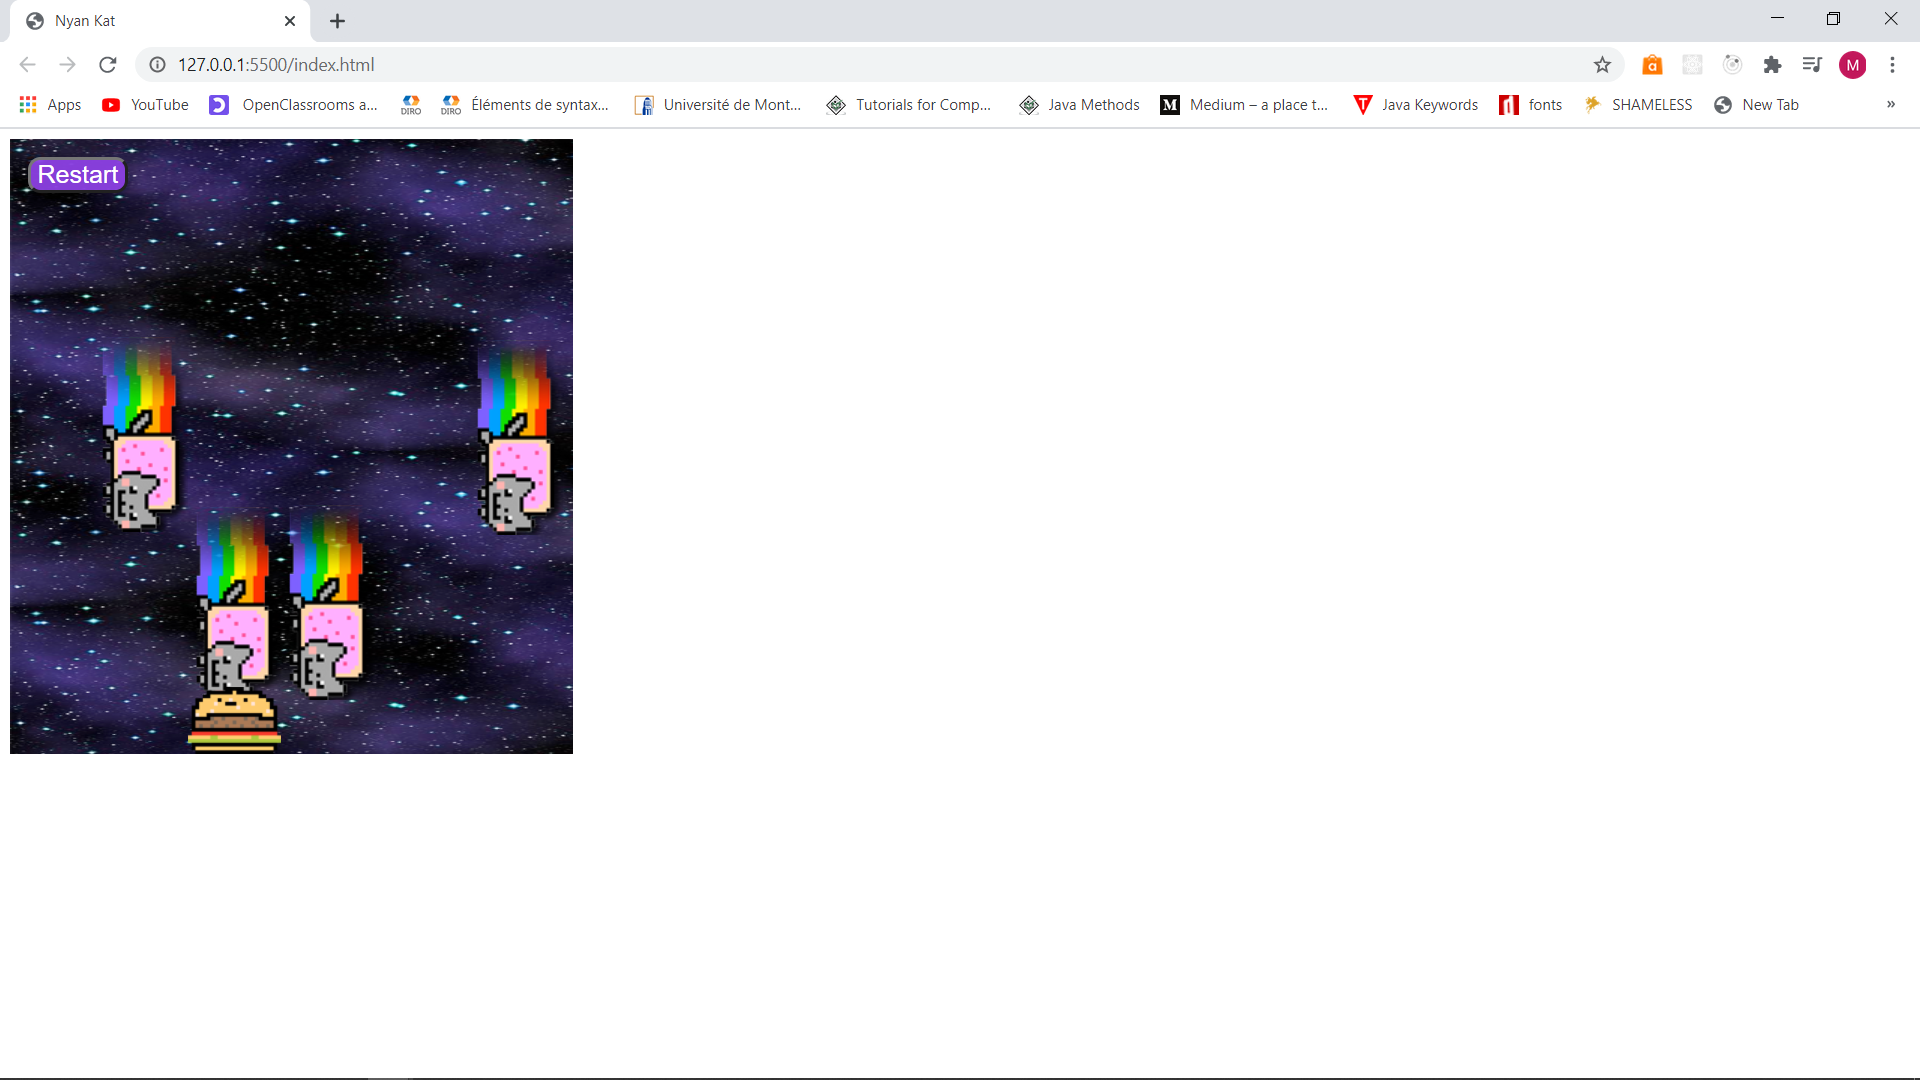 Nyan Kat
127.0.0.1:5500/index.html
M
Apps YouTube OpenClassrooms a... DIRO DIRO Éléments de syntax... Université de Mont... Tutorials for Comp... Java Methods M Medium – a place t... T Java Keywords fonts SHAMELESS New Tab »
Restart